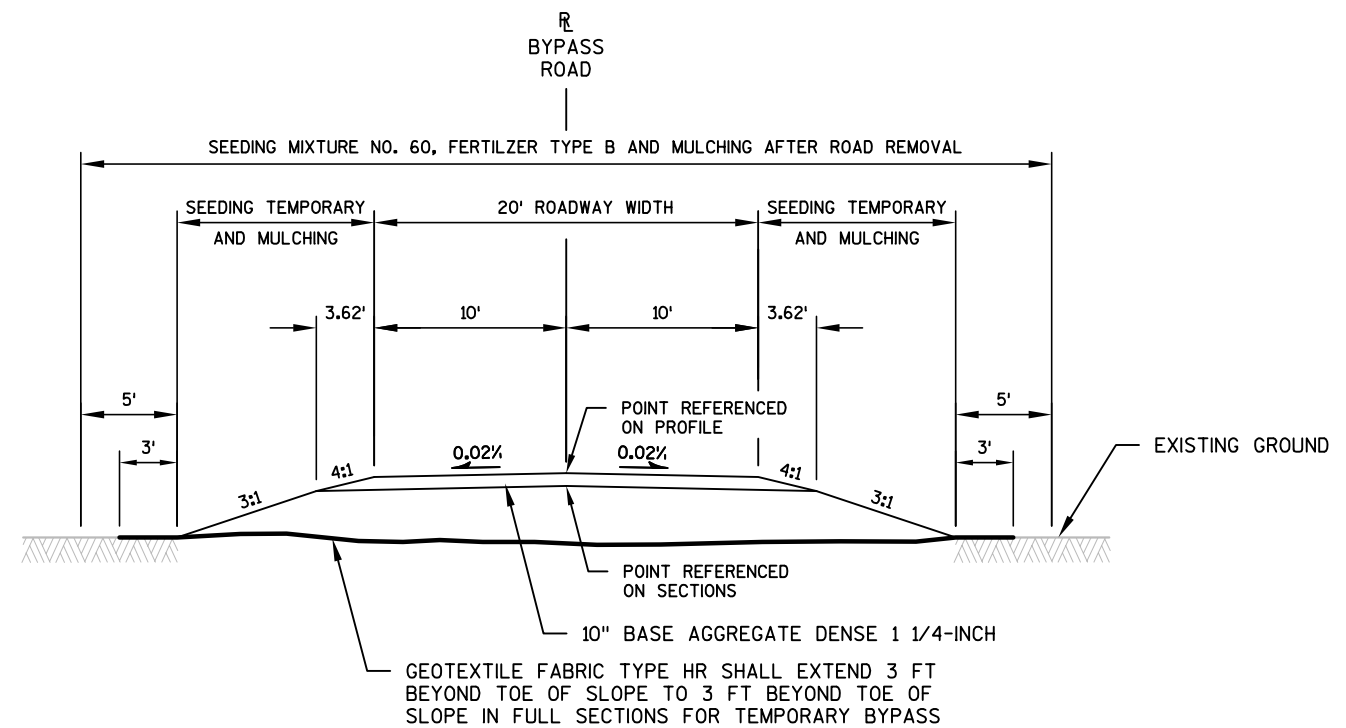 RL
BYPASS
ROAD
SEEDING MIXTURE NO. 60, FERTILZER TYPE B AND MULCHING AFTER ROAD REMOVAL
SEEDING TEMPORARY
AND MULCHING
20' ROADWAY WIDTH
SEEDING TEMPORARY
AND MULCHING
3.62'
10'
10'
3.62'
5'
3'
5'
3'
POINT REFERENCED
ON PROFILE
EXISTING GROUND
3:1
4:1
0.02%
0.02%
4:1
3:1
POINT REFERENCED
ON SECTIONS
10" BASE AGGREGATE DENSE 1 1/4-INCH
GEOTEXTILE FABRIC TYPE HR SHALL EXTEND 3 FT
BEYOND TOE OF SLOPE TO 3 FT BEYOND TOE OF
SLOPE IN FULL SECTIONS FOR TEMPORARY BYPASS